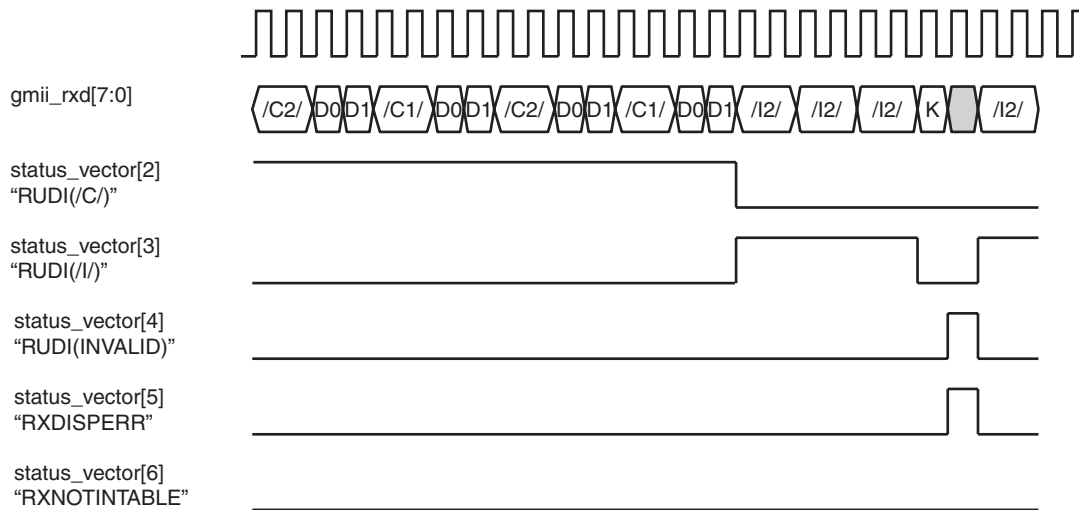 gmii_rxd[7:0]
/C2/ D0 D1 /C1/ D0 D1 /C2/ D0 D1 /C1/ D0 D1 /I2/ /I2/ /I2/ K /I2/
status_vector[2]
“RUDI(/C/)”
status_vector[3]
“RUDI(/I/)”
status_vector[4]
“RUDI(INVALID)”
status_vector[5]
“RXDISPERR”
status_vector[6]
“RXNOTINTABLE”